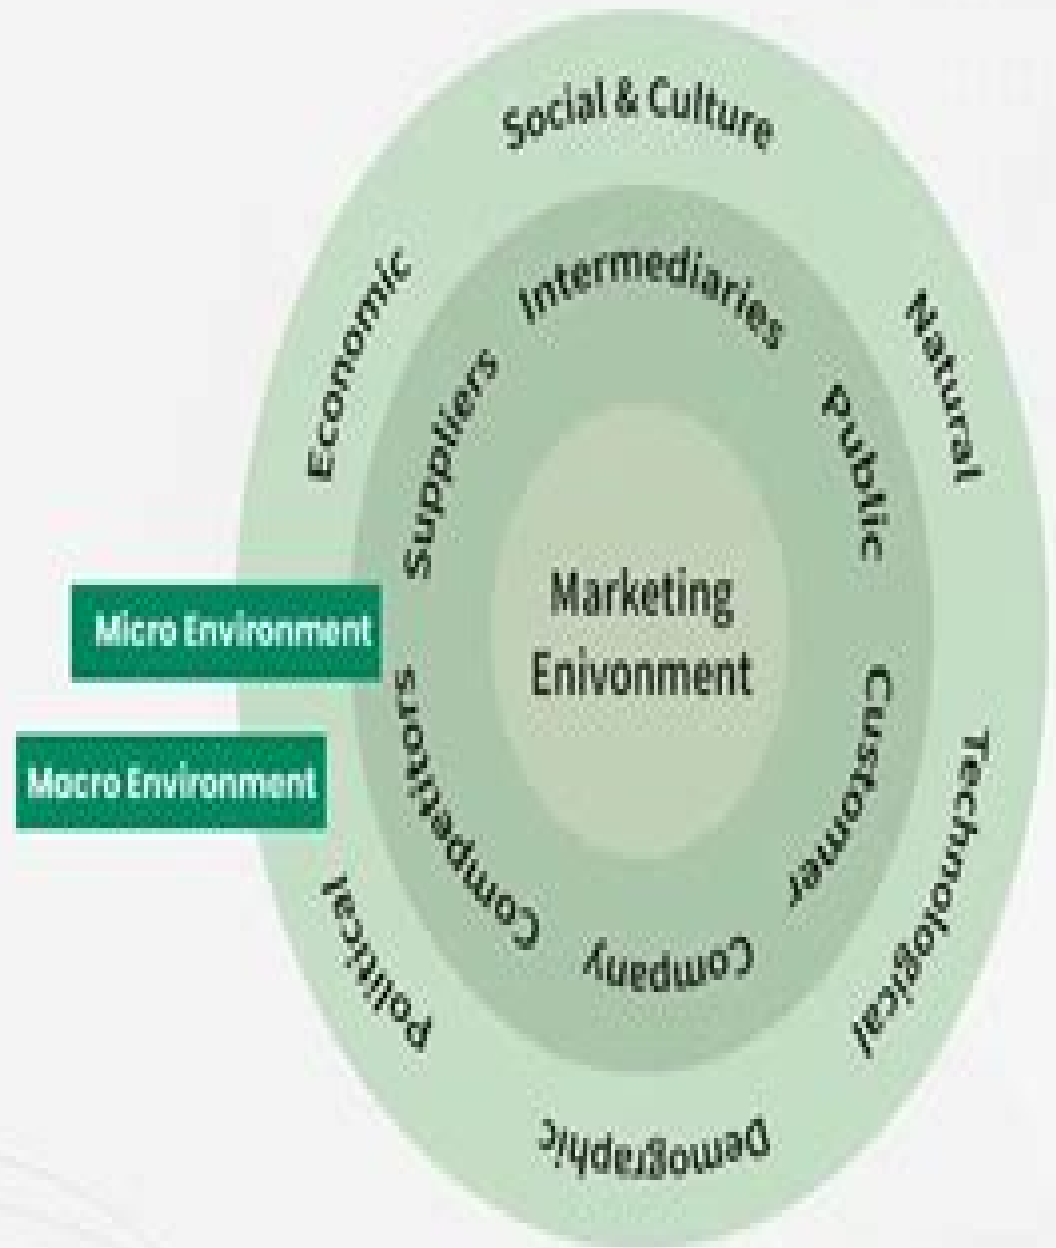 Social & Culture
Economic
Natural
Intermediaries
Suppliers
Public
Marketing
Enivonment
Micro Environment
Macro Environment
Competitors
Customer
Company
Political
Technological
Demographic